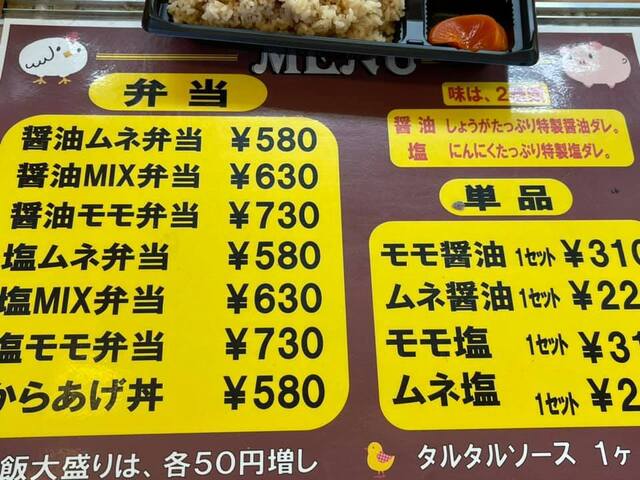 MENU
弁当
醤油ムネ弁当 ¥580
醤油MIX弁当 ¥630
醤油モモ弁当 ¥730
塩ムネ弁当 ¥580
塩MIX弁当 ¥630
塩モモ弁当 ¥730
からあげ丼 ¥580
飯大盛りは、各50円増し
味は、2
醤油 しょうがたっぷり特製醤油ダレ。
塩 にんにくたっぷり特製塩ダレ。
単品
モモ醤油 1セット ¥310
ムネ醤油 1セット ¥22
モモ塩 1セット ¥31
ムネ塩 1セット ¥2
タルタルソース 1ヶ